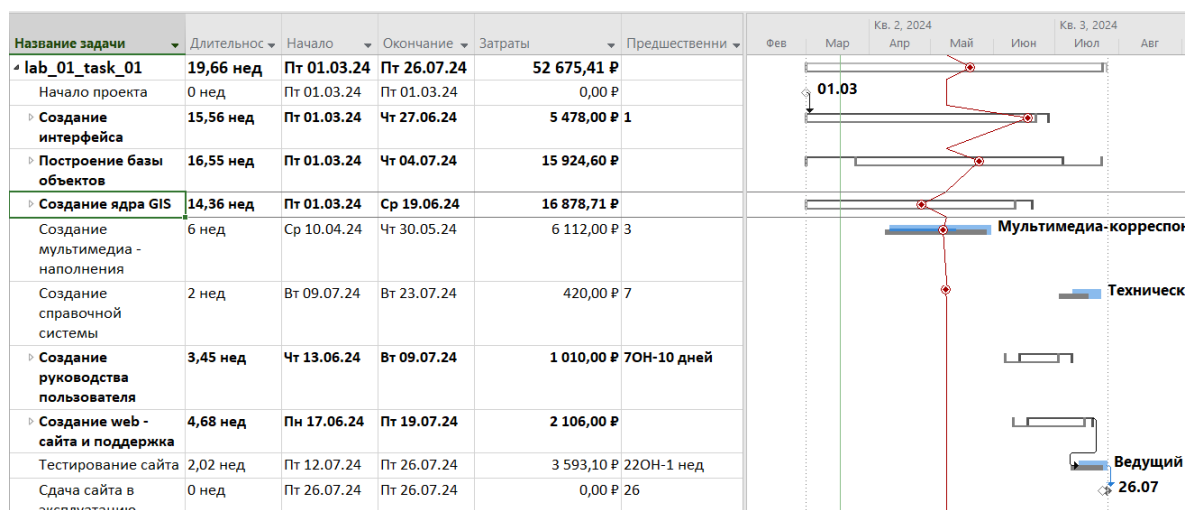 Кв. 2, 2024 Кв. 3, 2024
Название задачи Длительнос Начало Окончание Затраты Предшественни Фев Мар Апр Май Июн Июл Авг
lab_01_task_01 19,66 нед Пт 01.03.24 Пт 26.07.24 52 675,41 ₽
Начало проекта 0 нед Пт 01.03.24 Пт 01.03.24 0,00 ₽ 01.03
Создание 15,56 нед Пт 01.03.24 Чт 27.06.24 5 478,00 ₽ 1
интерфейса
Построение базы 16,55 нед Пт 01.03.24 Чт 04.07.24 15 924,60 ₽
объектов
Создание ядра GIS 14,36 нед Пт 01.03.24 Ср 19.06.24 16 878,71 ₽
Создание 6 нед Ср 10.04.24 Чт 30.05.24 6 112,00 ₽ 3 Мультимедиа-корреспон
мультимедиа -
наполнения
Создание 2 нед Вт 09.07.24 Вт 23.07.24 420,00 ₽ 7 Техническ
справочной
системы
Создание 3,45 нед Чт 13.06.24 Вт 09.07.24 1 010,00 ₽ 7ОН-10 дней
руководства
пользователя
Создание web - 4,68 нед Пн 17.06.24 Пт 19.07.24 2 106,00 ₽
сайта и поддержка
Тестирование сайта 2,02 нед Пт 12.07.24 Пт 26.07.24 3 593,10 ₽ 22ОН-1 нед Ведущий
Сдача сайта в 0 нед Пт 26.07.24 Пт 26.07.24 0,00 ₽ 26 26.07
эксплуатацию